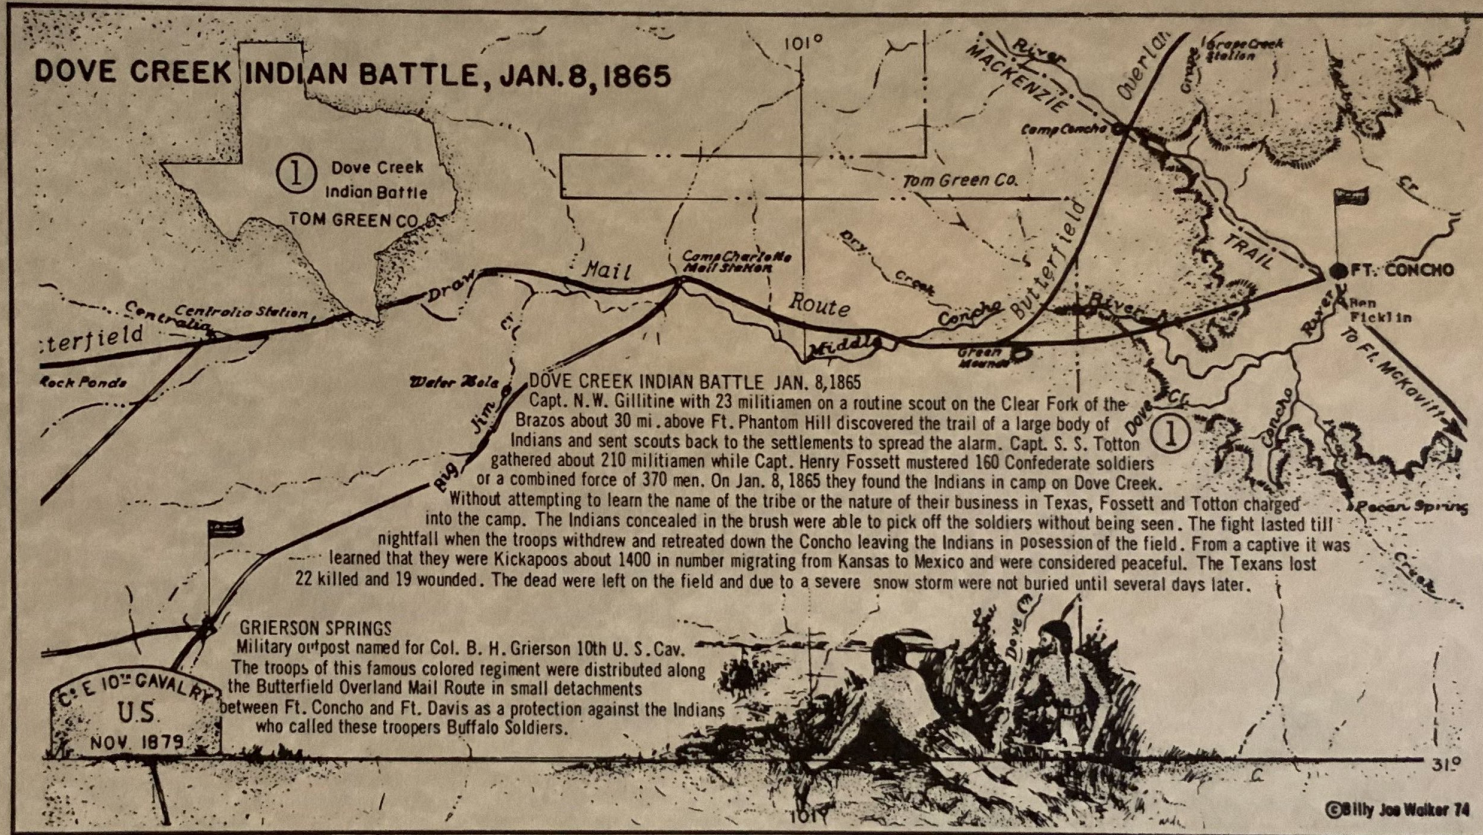 DOVE CREEK INDIAN BATTLE, JAN. 8, 1865
101°
River
MACKENZIE
Overlan
Grape Creek
Station
Grape
Camp Concho
1
Dove Creek
Indian Battle
TOM GREEN CO.
Tom Green Co.
Cr
TRAIL
FT. CONCHO
Dry
Creek
Butterfield
Camp Charlotte
Mail Station
Draw
Mail
Route
Concho
River
River
Ben
Ficklin
To Ft. McKavitt
Centralia
Centralia Station
terfield
Middle
Green
Mounds
Rock Ponds
Water Hole
Cr
Big Jim
Dove Cr.
1
Concho
DOVE CREEK INDIAN BATTLE JAN. 8, 1865
Capt. N.W. Gillitine with 23 militiamen on a routine scout on the Clear Fork of the
Brazos about 30 mi. above Ft. Phantom Hill discovered the trail of a large body of
Indians and sent scouts back to the settlements to spread the alarm. Capt. S. S. Totton
gathered about 210 militiamen while Capt. Henry Fossett mustered 160 Confederate soldiers
or a combined force of 370 men. On Jan. 8, 1865 they found the Indians in camp on Dove Creek.
Without attempting to learn the name of the tribe or the nature of their business in Texas, Fossett and Totton charged
into the camp. The Indians concealed in the brush were able to pick off the soldiers without being seen. The fight lasted till
nightfall when the troops withdrew and retreated down the Concho leaving the Indians in posession of the field. From a captive it was
learned that they were Kickapoos about 1400 in number migrating from Kansas to Mexico and were considered peaceful. The Texans lost
22 killed and 19 wounded. The dead were left on the field and due to a severe snow storm were not buried until several days later.
Pecan Spring
Creek
GRIERSON SPRINGS
Military outpost named for Col. B. H. Grierson 10th U. S. Cav.
The troops of this famous colored regiment were distributed along
the Butterfield Overland Mail Route in small detachments
between Ft. Concho and Ft. Davis as a protection against the Indians
who called these troopers Buffalo Soldiers.
Co E 10TH CAVALRY
U.S.
NOV. 1879
Dove Cr
31°
101°
©Billy Joe Walker 74